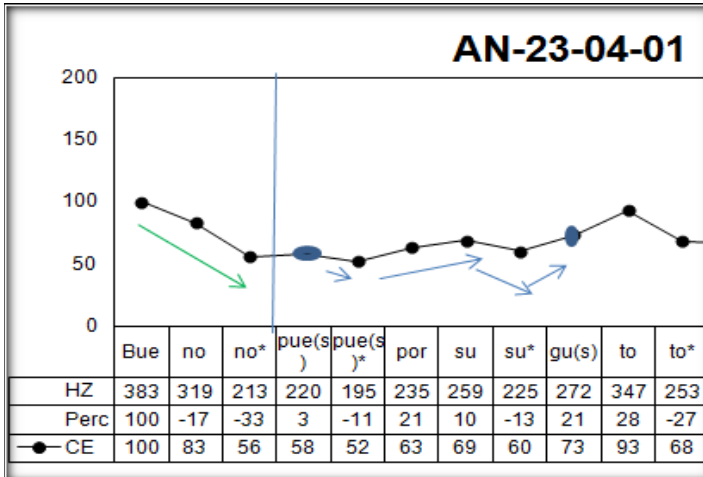 AN-23-04-01
200
150
100
50
0
Bue no no* pue(s) pue(s)* por su su* gu(s) to to*
HZ 383 319 213 220 195 235 259 225 272 347 253
Perc 100 -17 -33 3 -11 21 10 -13 21 28 -27
CE 100 83 56 58 52 63 69 60 73 93 68